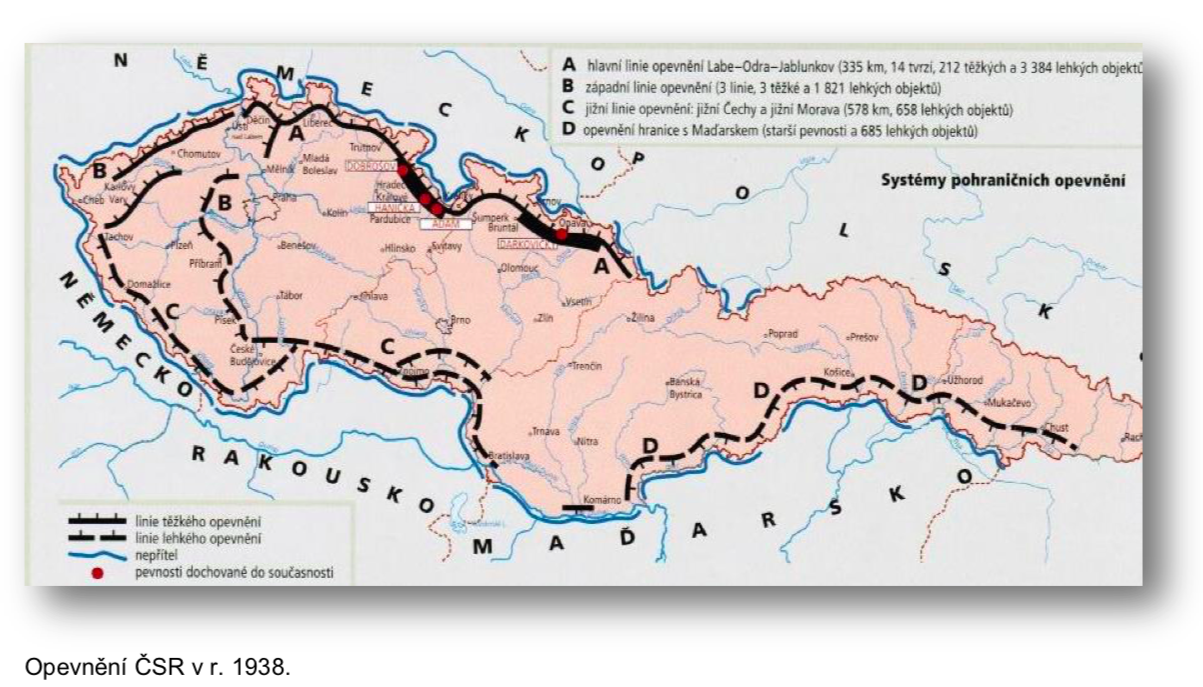 NĚMECKO
POLSK
A hlavní linie opevnění Labe–Odra–Jablunkov (335 km, 14 tvrzí, 212 těžkých a 3 384 lehkých objektů
B západní linie opevnění (3 linie, 3 těžké a 1 821 lehkých objektů)
C jižní linie opevnění: jižní Čechy a jižní Morava (578 km, 658 lehkých objektů)
D opevnění hranice s Maďarskem (starší pevnosti a 685 lehkých objektů)
Systémy pohraničních opevnění
Děčín
Ústí
nad Labem
Liberec
A
Chomutov
Mladá
Boleslav
Trutnov
Mělník
DOBROŠOV
B
Karlovy
Vary
Cheb
B
Praha
Kolín
Hradec
Králové
HANIČKA
Pardubice
ADAM
Šumperk
Bruntál
Opava
DARKOVIČKY
A
Tachov
Plzeň
Benešov
Hlinsko
Svitavy
Olomouc
Příbram
Domažlice
Tábor
Jihlava
Vsetín
NĚMECKO
C
Písek
Brno
Zlín
Žilina
Poprad
Prešov
České
Budějovice
C
Znojmo
Trenčín
Banská
Bystrica
Košice
D
D
Užhorod
Mukačevo
Chust
Rach
Trnava
Nitra
D
Bratislava
Komárno
RAKOUSKO
MAĎARSKO
linie těžkého opevnění
linie lehkého opevnění
nepřítel
pevnosti dochované do současnosti
Opevnění ČSR v r. 1938.